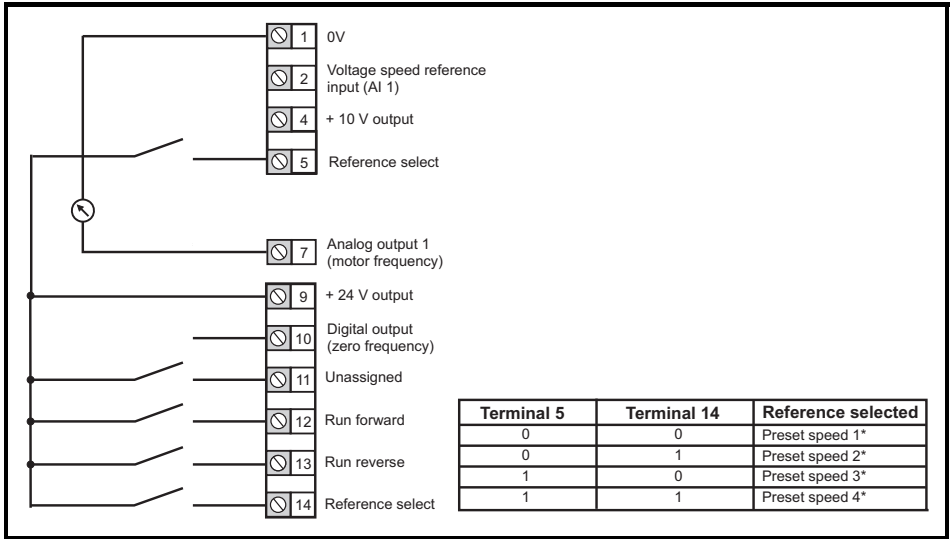 1 0V
2 Voltage speed reference
input (AI 1)
4 + 10 V output
5 Reference select
7 Analog output 1
(motor frequency)
9 + 24 V output
10 Digital output
(zero frequency)
11 Unassigned
12 Run forward
13 Run reverse
14 Reference select
Terminal 5 Terminal 14 Reference selected
0 0 Preset speed 1*
0 1 Preset speed 2*
1 0 Preset speed 3*
1 1 Preset speed 4*